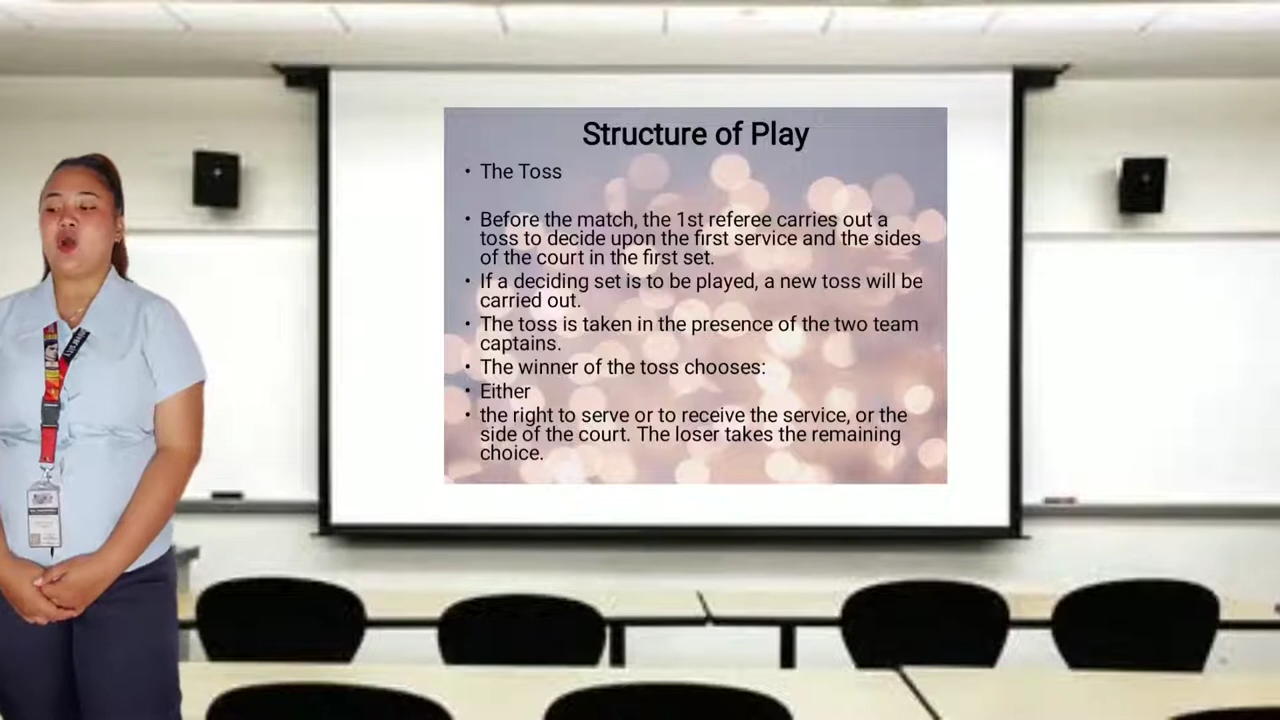 Structure of Play
• The Toss
• Before the match, the 1st referee carries out a
toss to decide upon the first service and the sides
of the court in the first set.
• If a deciding set is to be played, a new toss will be
carried out.
• The toss is taken in the presence of the two team
captains.
• The winner of the toss chooses:
• Either
• the right to serve or to receive the service, or the
side of the court. The loser takes the remaining
choice.